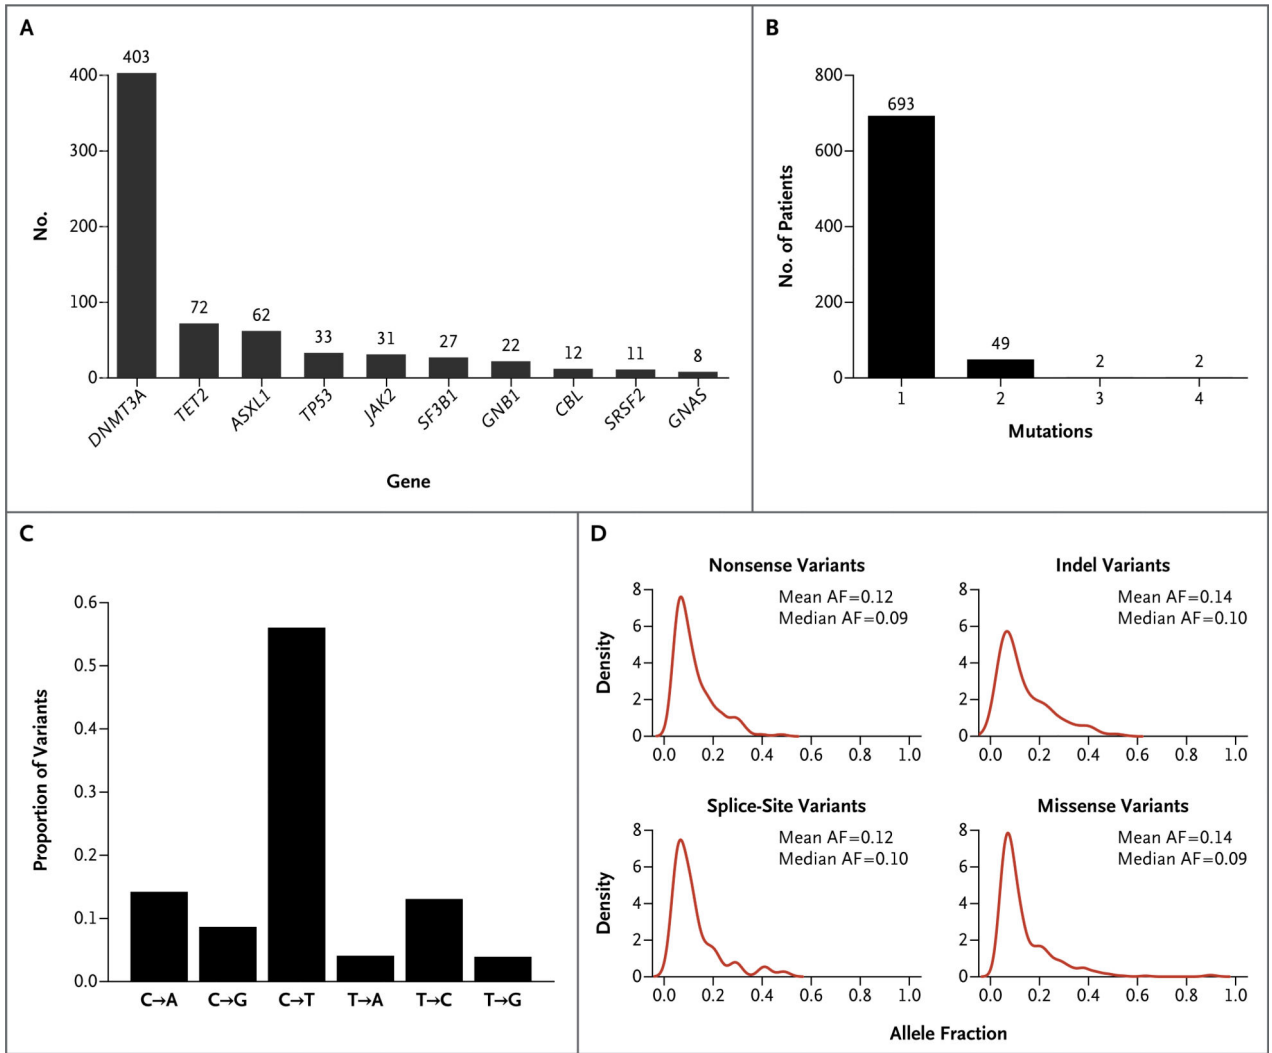 A
403
400
300
No.
200
100
0
72
62
33
31
27
22
12
11
8
DNMT3A
TET2
ASXL1
TP53
JAK2
SF3B1
GNB1
CBL
SRSF2
GNAS
Gene
B
800
693
600
No. of Patients
400
200
49
2
2
0
1
2
3
4
Mutations
C
0.6
0.5
0.4
Proportion of Variants
0.3
0.2
0.1
0.0
C→A
C→G
C→T
T→A
T→C
T→G
D
Nonsense Variants
Mean AF=0.12
Median AF=0.09
8
6
Density
4
2
0
0.0 0.2 0.4 0.6 0.8 1.0
Indel Variants
Mean AF=0.14
Median AF=0.10
8
6
4
2
0
0.0 0.2 0.4 0.6 0.8 1.0
Splice-Site Variants
Mean AF=0.12
Median AF=0.10
8
6
Density
4
2
0
0.0 0.2 0.4 0.6 0.8 1.0
Missense Variants
Mean AF=0.14
Median AF=0.09
8
6
4
2
0
0.0 0.2 0.4 0.6 0.8 1.0
Allele Fraction